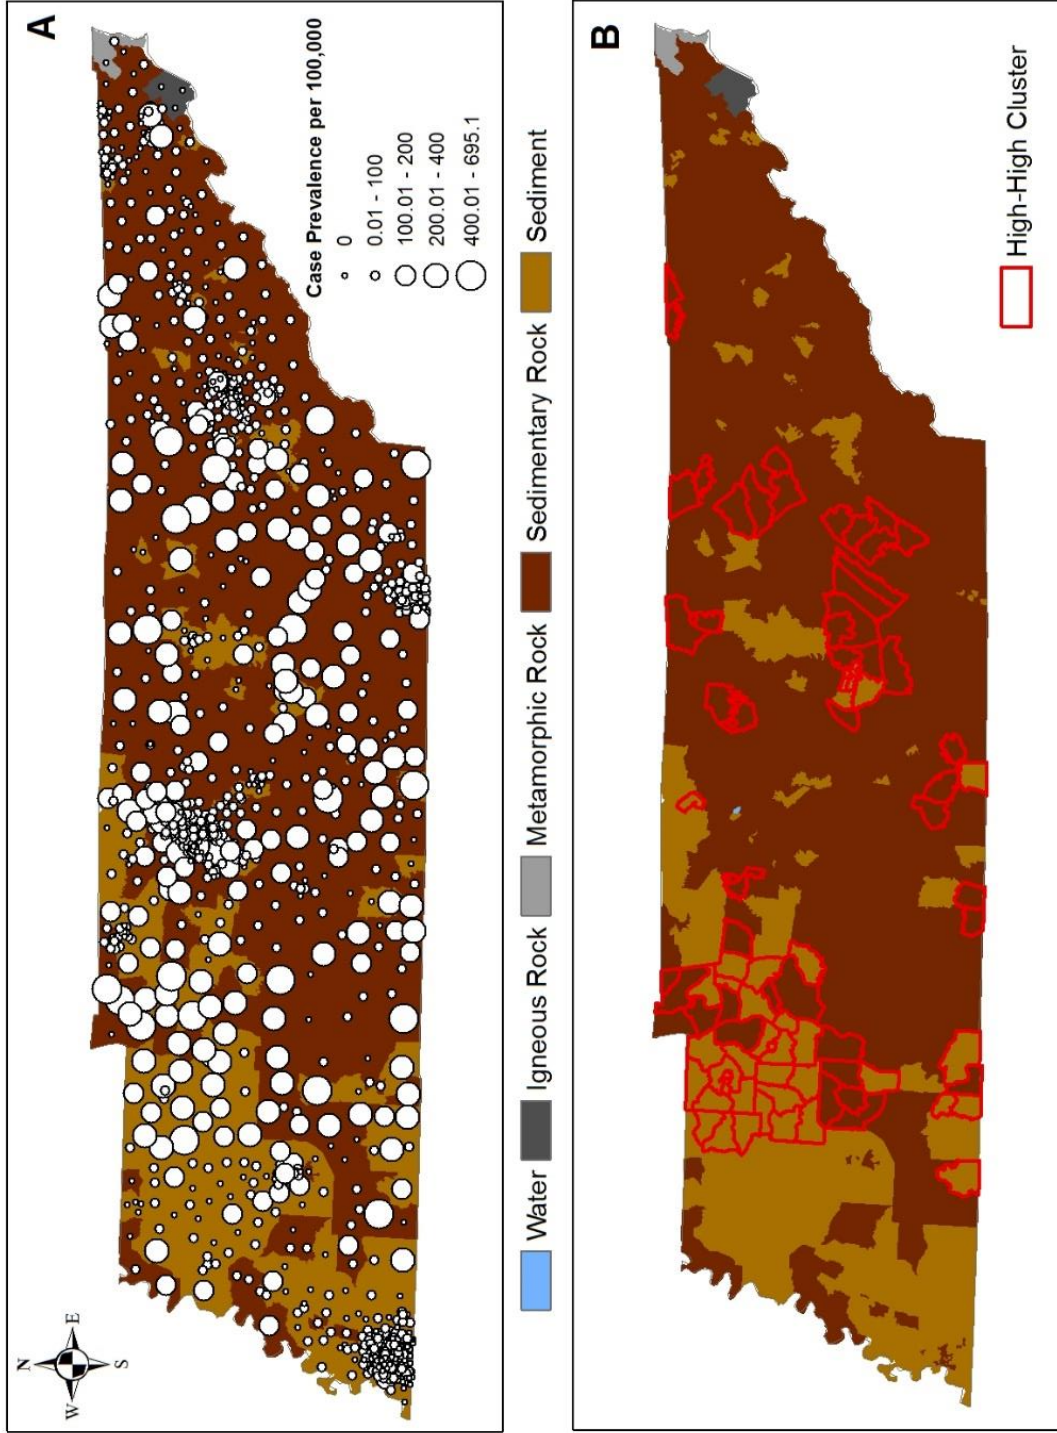 A
N
W
E
S
Case Prevalence per 100,000
0
0.01 - 100
100.01 - 200
200.01 - 400
400.01 - 695.1
Water
Igneous Rock
Metamorphic Rock
Sedimentary Rock
Sediment
B
High-High Cluster